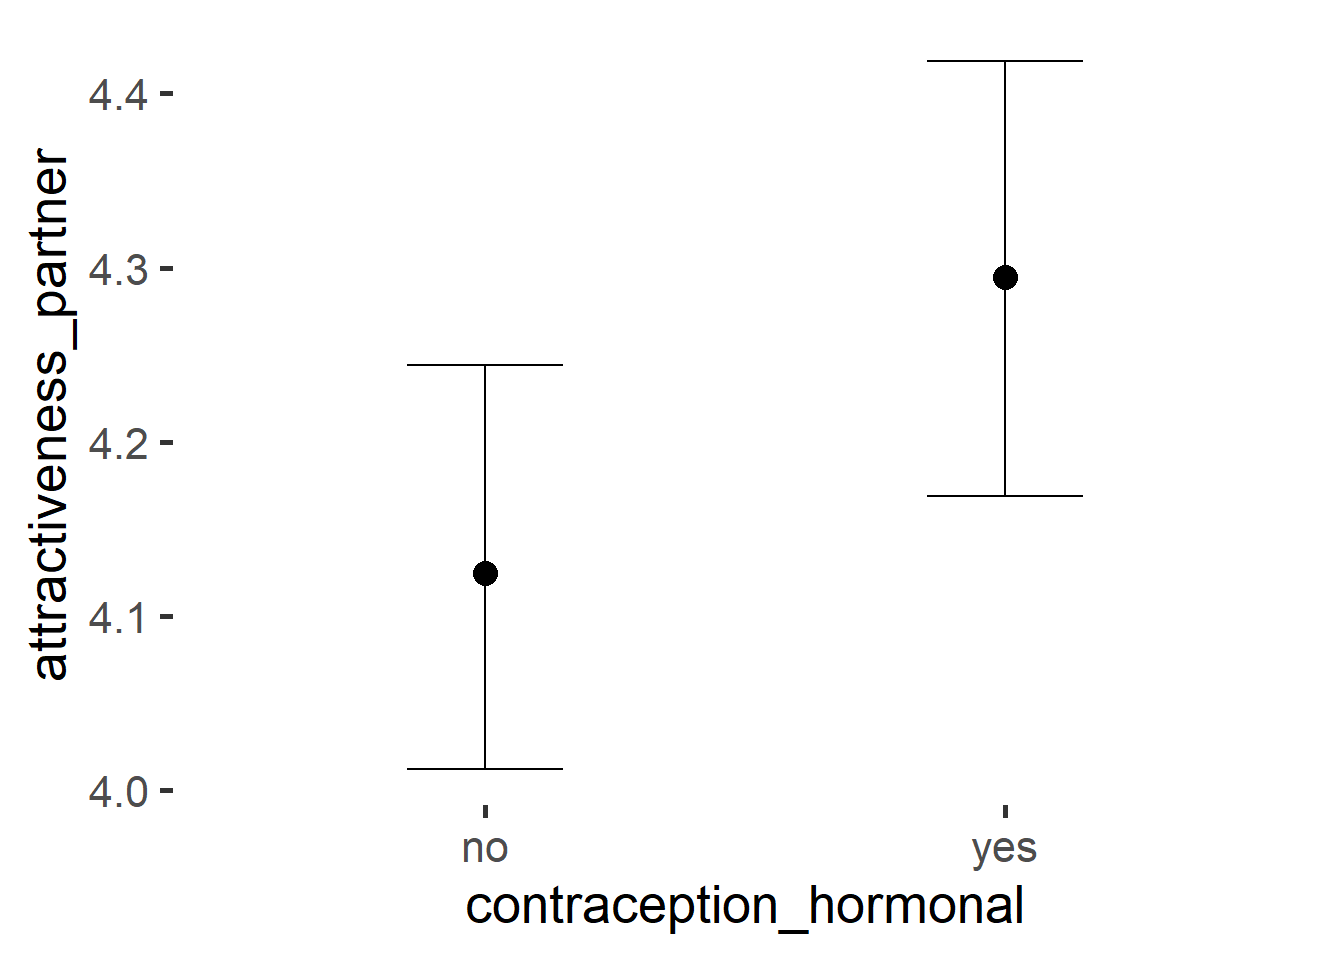 attractiveness_partner
4.4
4.3
4.2
4.1
4.0
no
yes
contraception_hormonal